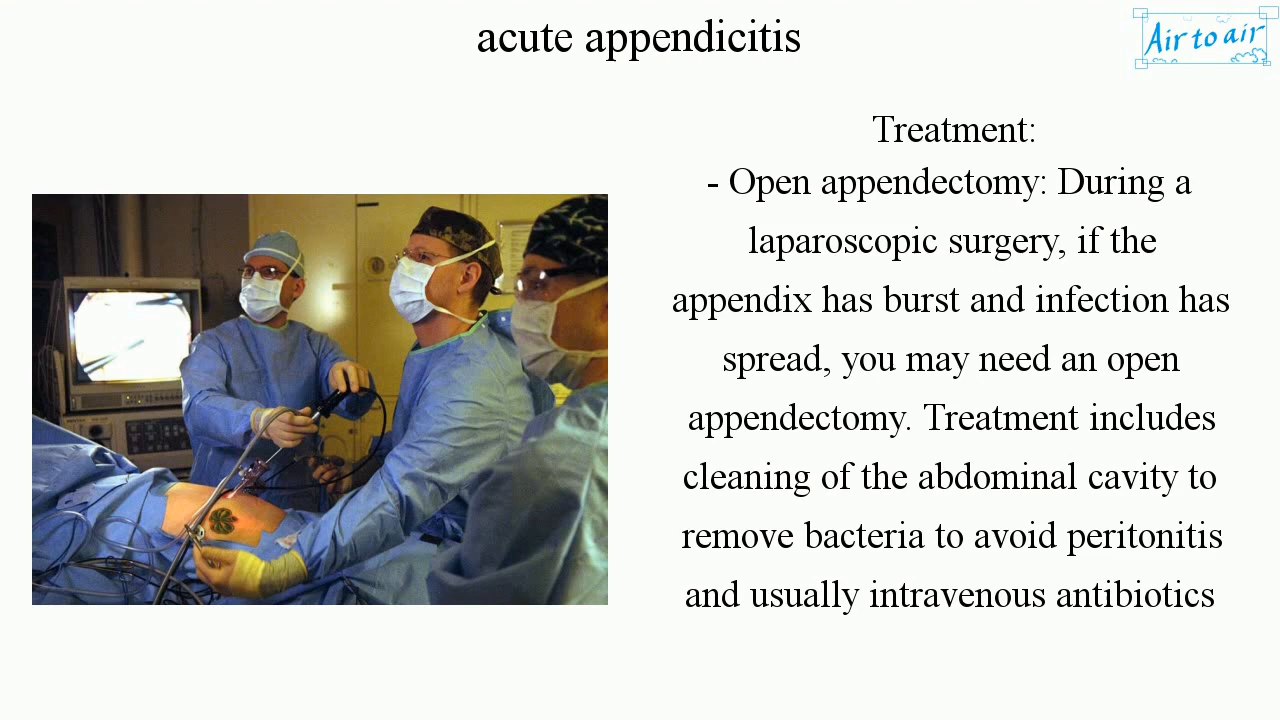 acute appendicitis
Air to air
Treatment:
- Open appendectomy: During a
laparoscopic surgery, if the
appendix has burst and infection has
spread, you may need an open
appendectomy. Treatment includes
cleaning of the abdominal cavity to
remove bacteria to avoid peritonitis
and usually intravenous antibiotics